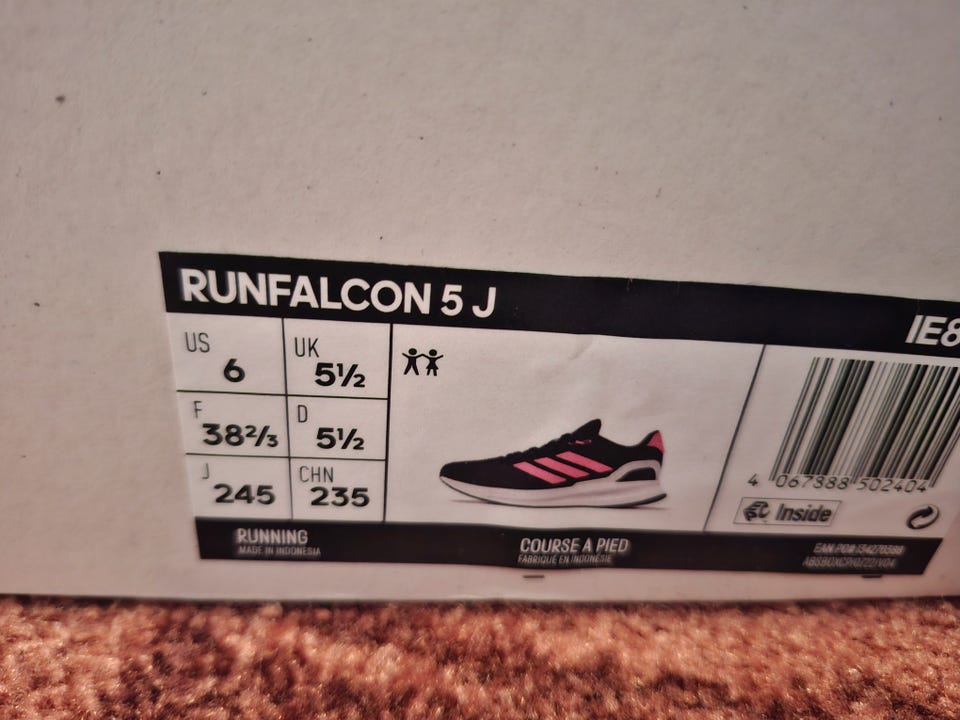 RUNFALCON 5 J
IE8
US
6
UK
5½
F
38⅔
D
5½
J
245
CHN
235
4 067888 502404
Inside
RUNNING
MADE IN INDONESIA
COURSE À PIED
FABRIQUÉ EN INDONÉSIE